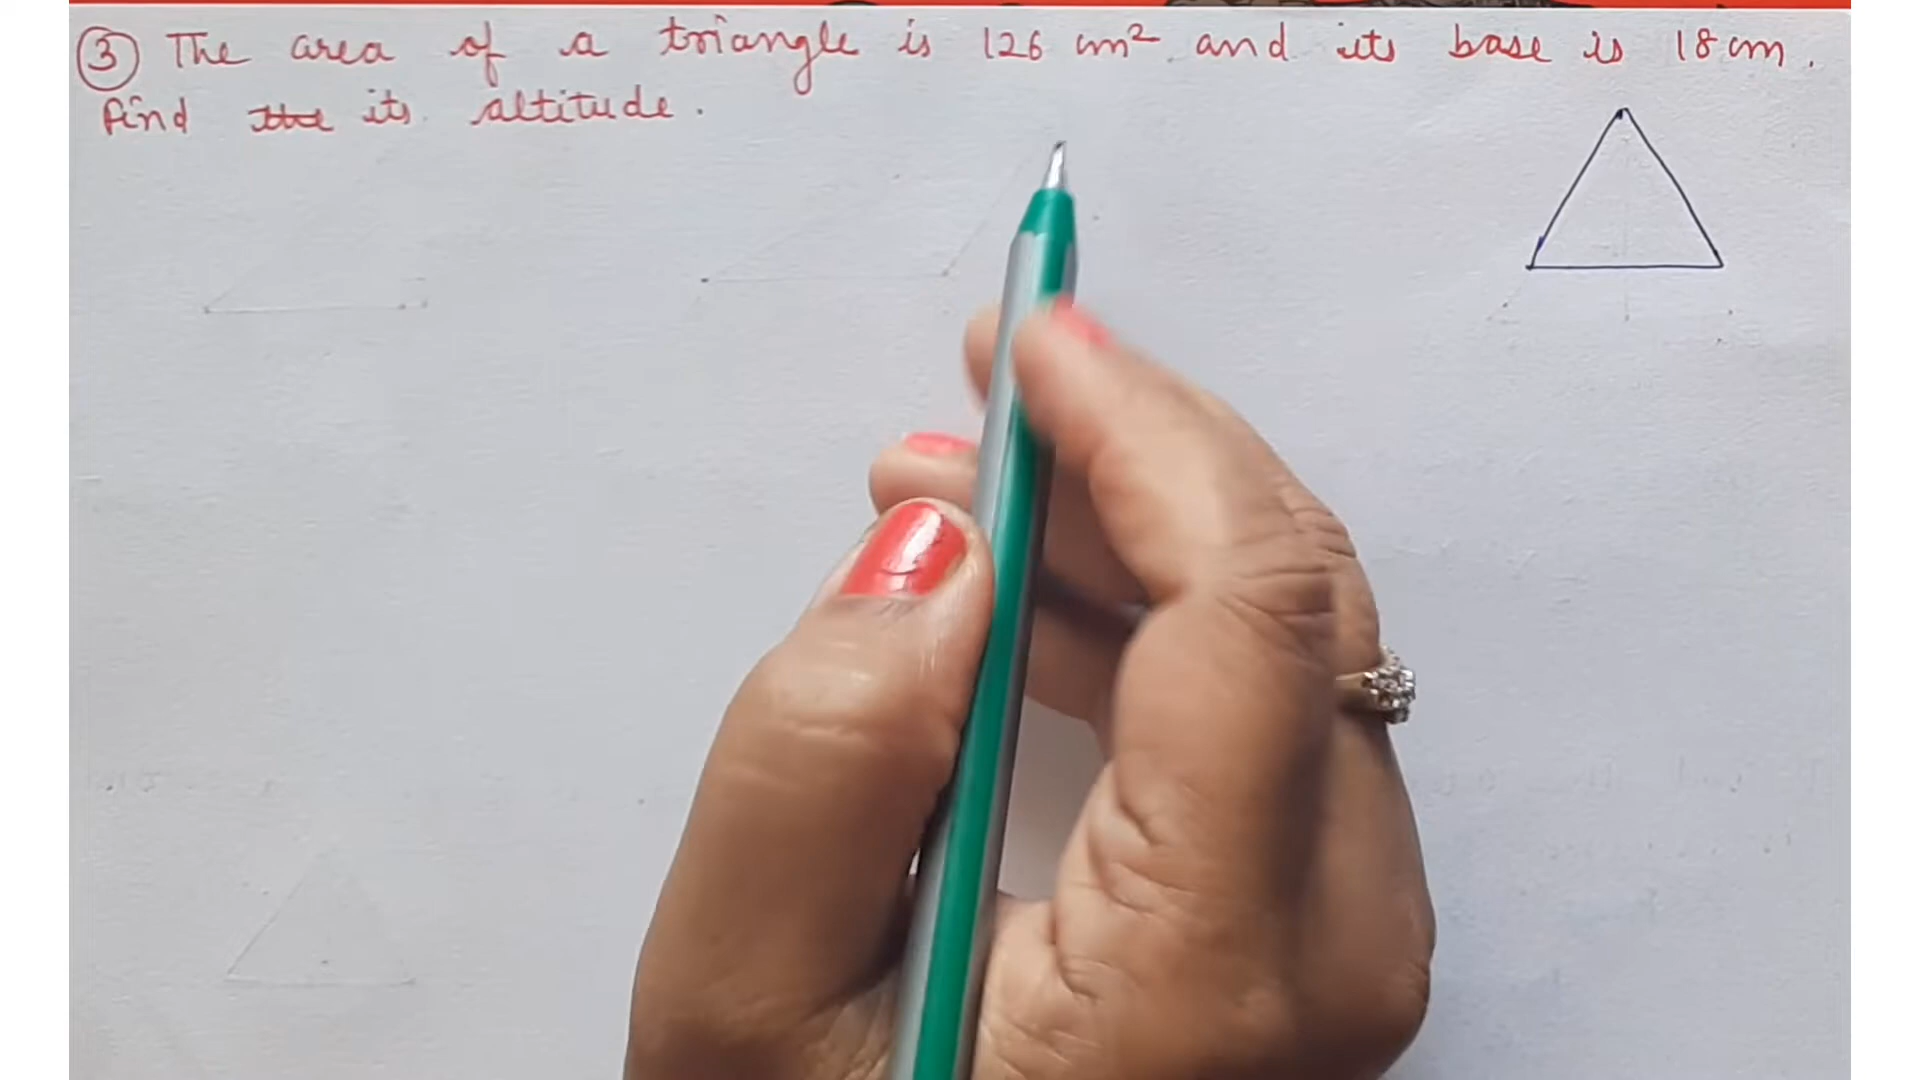 ③ The area of a triangle is 126 cm² and its base is 18 cm.
find the its altitude.